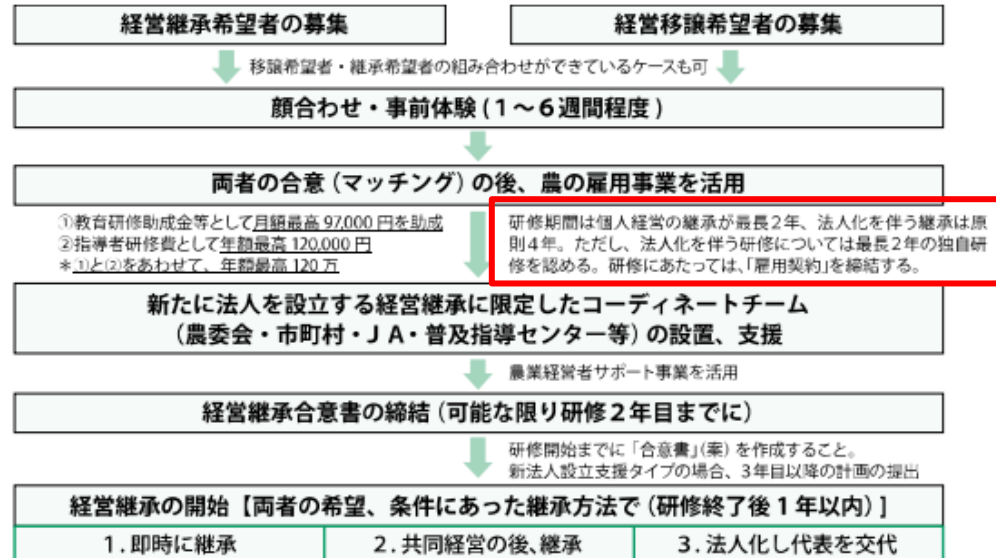 経営継承希望者の募集
経営移譲希望者の募集
移譲希望者・継承希望者の組み合わせができているケースも可
顔合わせ・事前体験(1〜6週間程度)
両者の合意(マッチング)の後、農の雇用事業を活用
①教育研修助成金等として月額最高 97,000 円を助成
②指導者研修費として年額最高 120,000 円
*①と②をあわせて、年額最高 120 万
研修期間は個人経営の継承が最長2年、法人化を伴う継承は原
則4年。ただし、法人化を伴う研修については最長2年の独自研
修を認める。研修にあたっては、「雇用契約」を締結する。
新たに法人を設立する経営継承に限定したコーディネートチーム
(農委会・市町村・JA・普及指導センター等)の設置、支援
農業経営者サポート事業を活用
経営継承合意書の締結(可能な限り研修2年目までに)
研修開始までに「合意書」(案)を作成すること。
新法人設立支援タイプの場合、3年目以降の計画の提出
経営継承の開始【両者の希望、条件にあった継承方法で(研修終了後1年以内)]
1.即時に継承
2.共同経営の後、継承
3.法人化し代表を交代